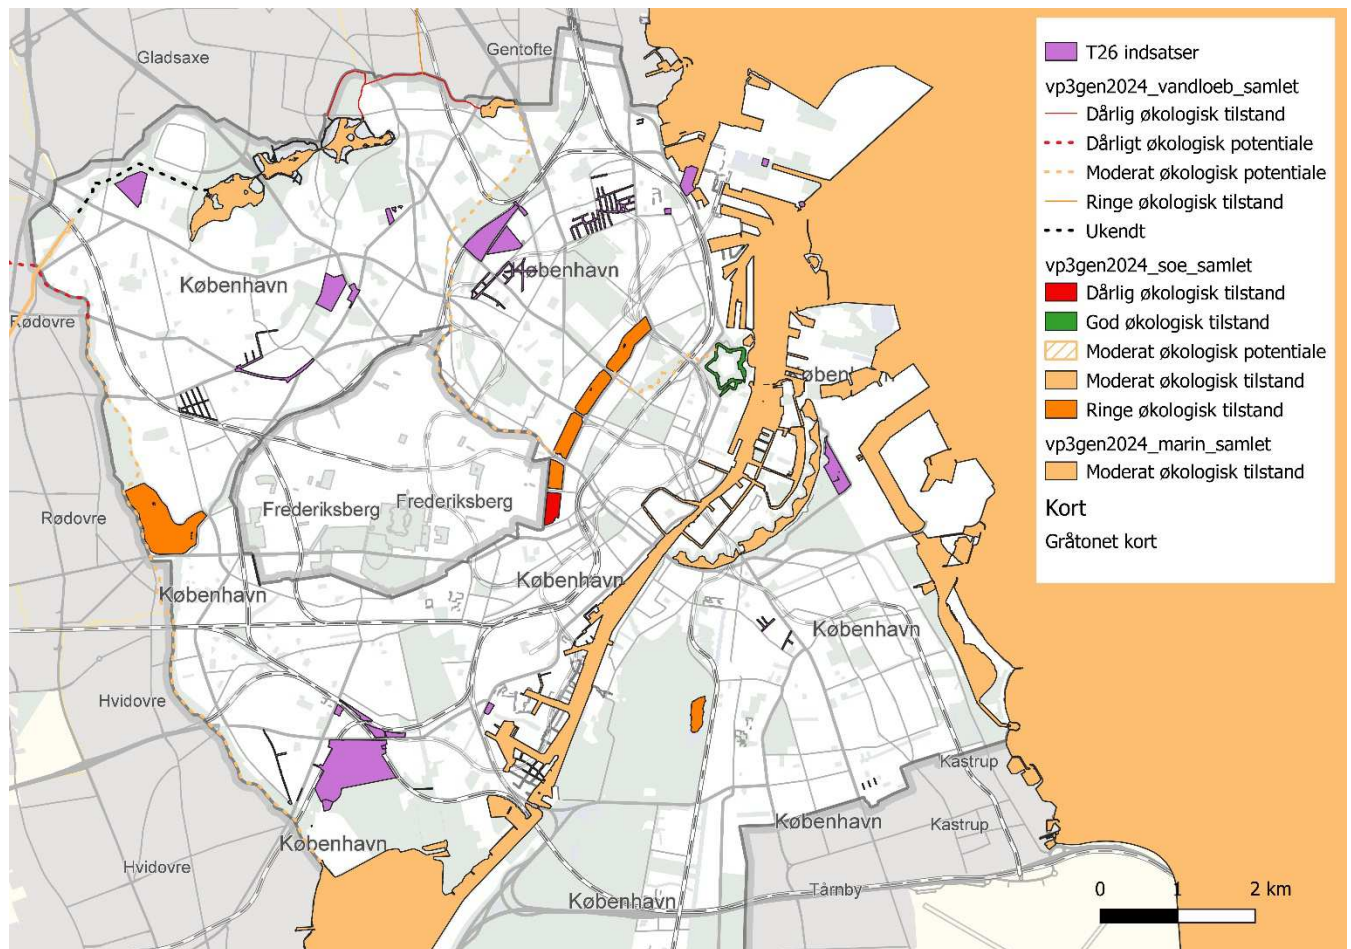 Gladsaxe
Gentofte
København
København
Rødovre
Københ
Frederiksberg
Frederiksberg
Rødovre
København
København
København
Hvidovre
Kastrup
København
Kastrup
København
Hvidovre
Tårnby
København
T26 indsatser
vp3gen2024_vandloeb_samlet
Dårlig økologisk tilstand
Dårligt økologisk potentiale
Moderat økologisk potentiale
Ringe økologisk tilstand
Ukendt
vp3gen2024_soe_samlet
Dårlig økologisk tilstand
God økologisk tilstand
Moderat økologisk potentiale
Moderat økologisk tilstand
Ringe økologisk tilstand
vp3gen2024_marin_samlet
Moderat økologisk tilstand
Kort
Gråtonet kort
0 1 2 km